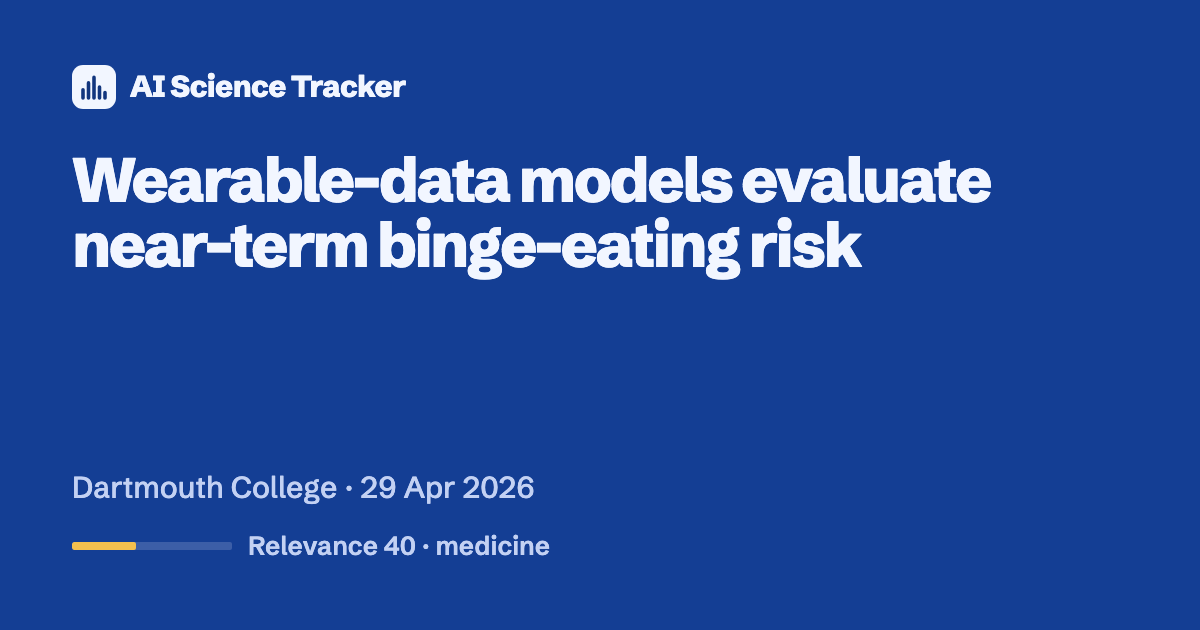 AI Science Tracker
Wearable-data models evaluate
near-term binge-eating risk
Dartmouth College · 29 Apr 2026
Relevance 40 · medicine